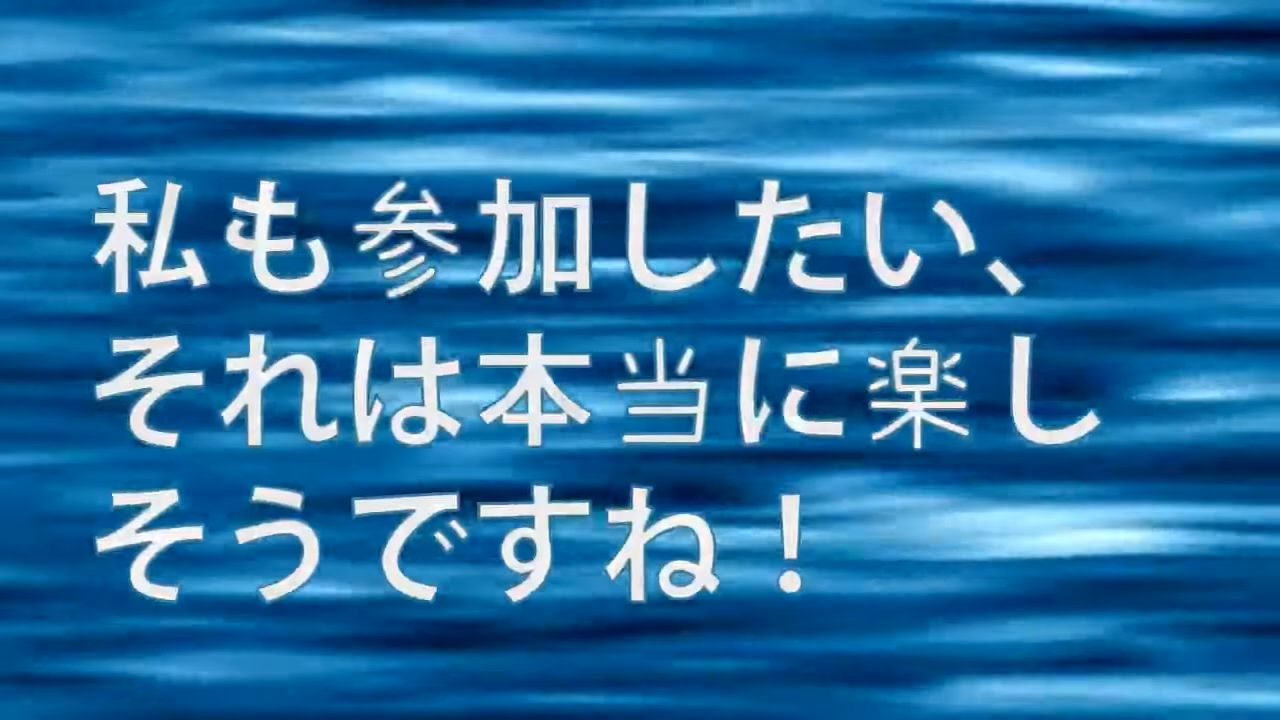 私も参加したい、
それは本当に楽し
そうですね！